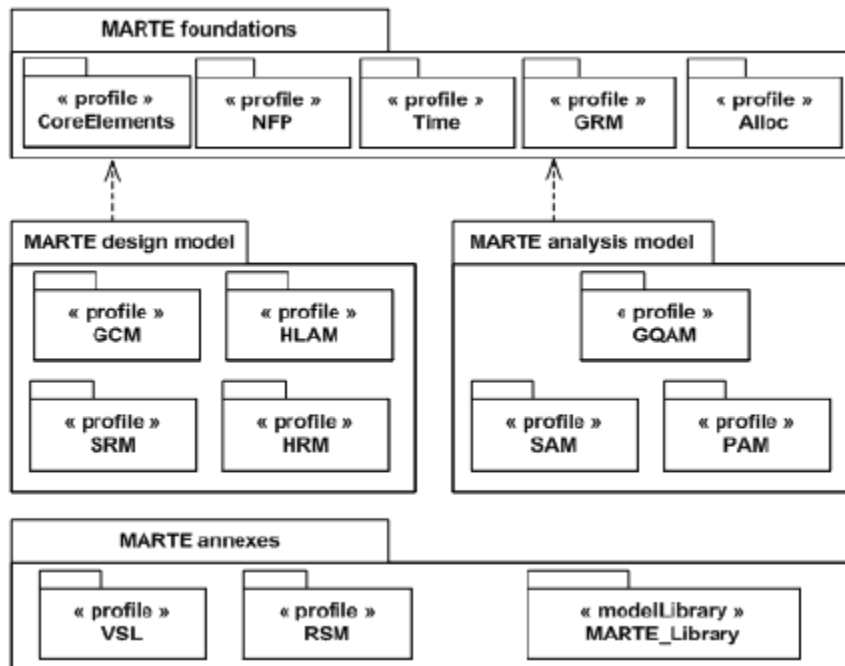 MARTE foundations
« profile »
CoreElements
« profile »
NFP
« profile »
Time
« profile »
GRM
« profile »
Alloc
MARTE design model
« profile »
GCM
« profile »
HLAM
« profile »
SRM
« profile »
HRM
MARTE analysis model
« profile »
GQAM
« profile »
SAM
« profile »
PAM
MARTE annexes
« profile »
VSL
« profile »
RSM
« modelLibrary »
MARTE_Library